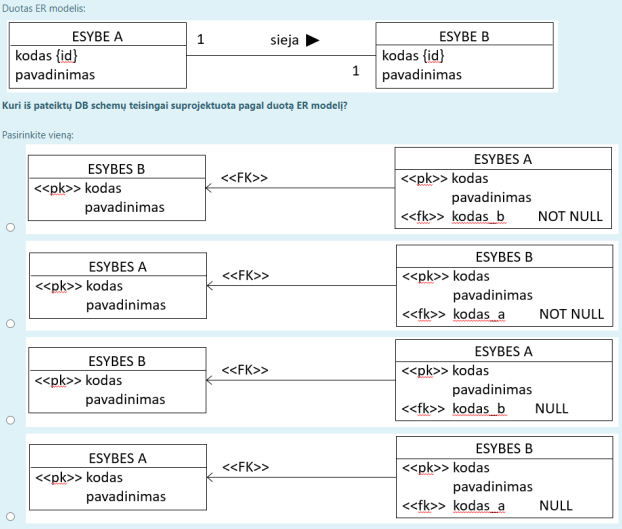 Duotas ER modelis:
ESYBE A
kodas {id}
pavadinimas
1 sieja
1
ESYBE B
kodas {id}
pavadinimas
Kuri iš pateiktų DB schemų teisingai suprojektuota pagal duotą ER modelį?
Pasirinkite vieną:
ESYBES B
<<pk>> kodas
pavadinimas
<<FK>>
ESYBES A
<<pk>> kodas
pavadinimas
<<fk>> kodas_b NOT NULL
ESYBES A
<<pk>> kodas
pavadinimas
<<FK>>
ESYBES B
<<pk>> kodas
pavadinimas
<<fk>> kodas_a NOT NULL
ESYBES B
<<pk>> kodas
pavadinimas
<<FK>>
ESYBES A
<<pk>> kodas
pavadinimas
<<fk>> kodas_b NULL
ESYBES A
<<pk>> kodas
pavadinimas
<<FK>>
ESYBES B
<<pk>> kodas
pavadinimas
<<fk>> kodas_a NULL